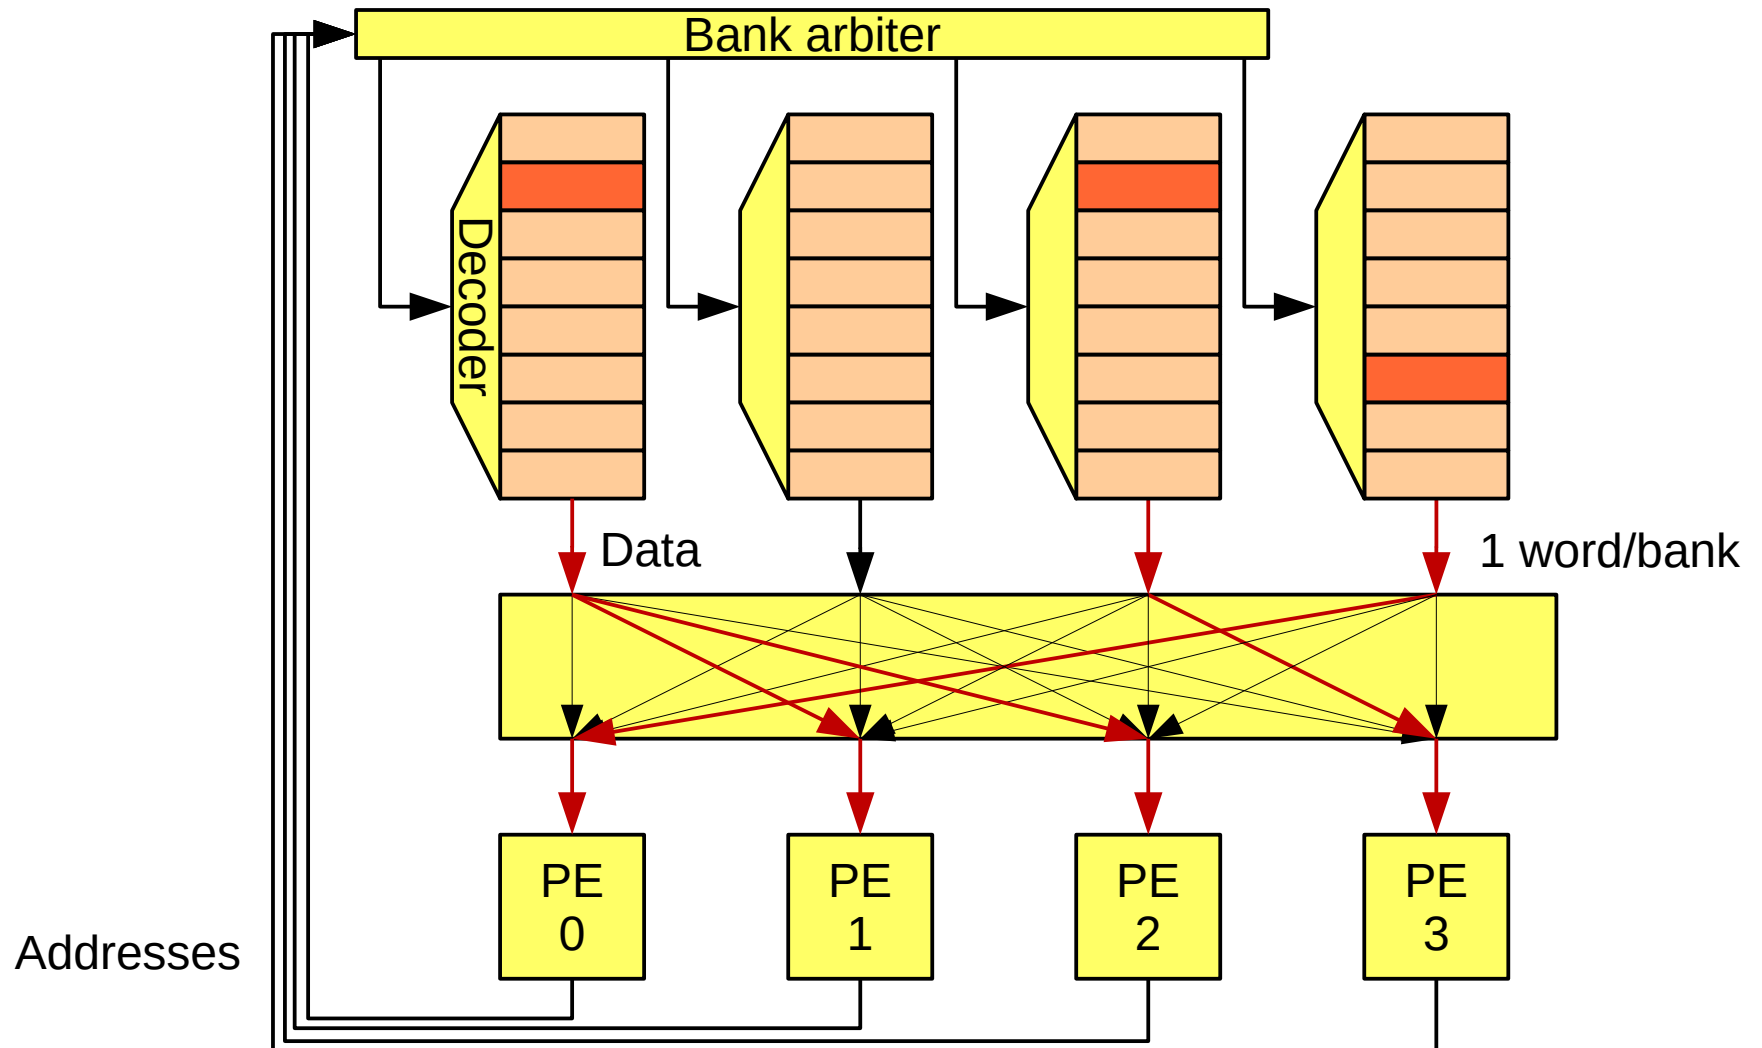 Bank arbiter
Decoder
Data
1 word/bank
PE
0
PE
1
PE
2
PE
3
Addresses